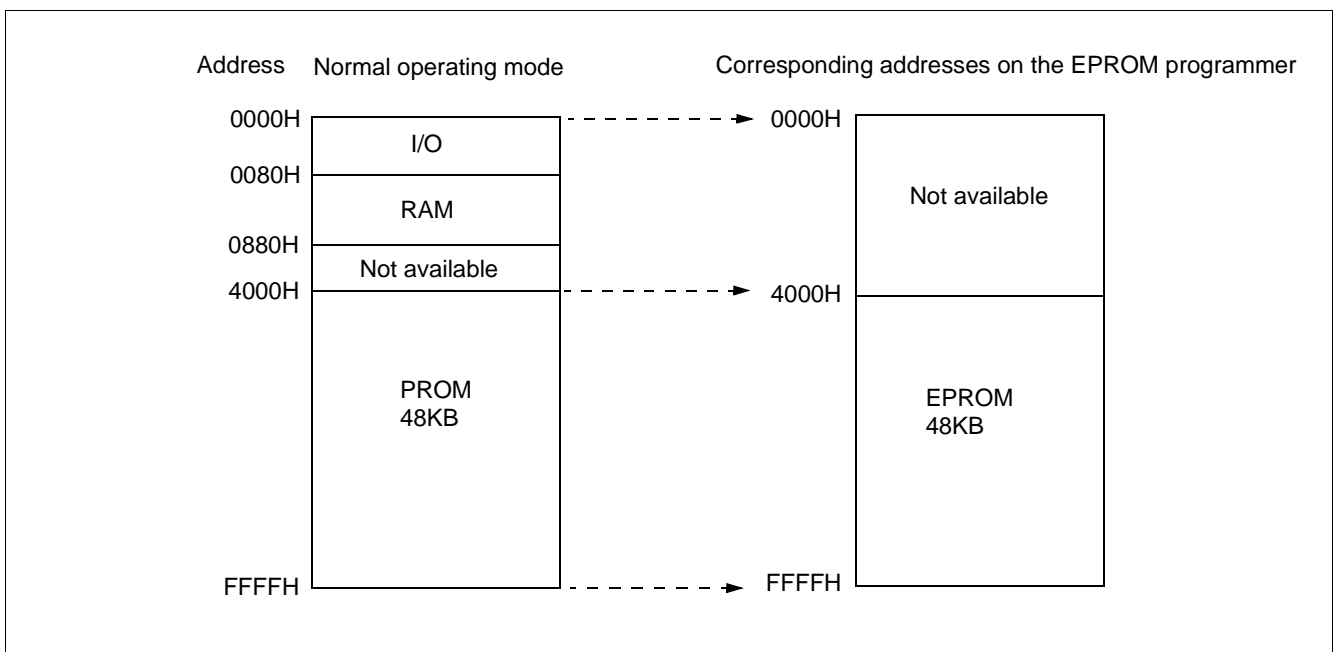 Address Normal operating mode Corresponding addresses on the EPROM programmer
0000H 0000H
I/O
0080H
Not available
RAM
0880H
Not available
4000H 4000H
PROM EPROM
48KB 48KB
FFFFH FFFFH